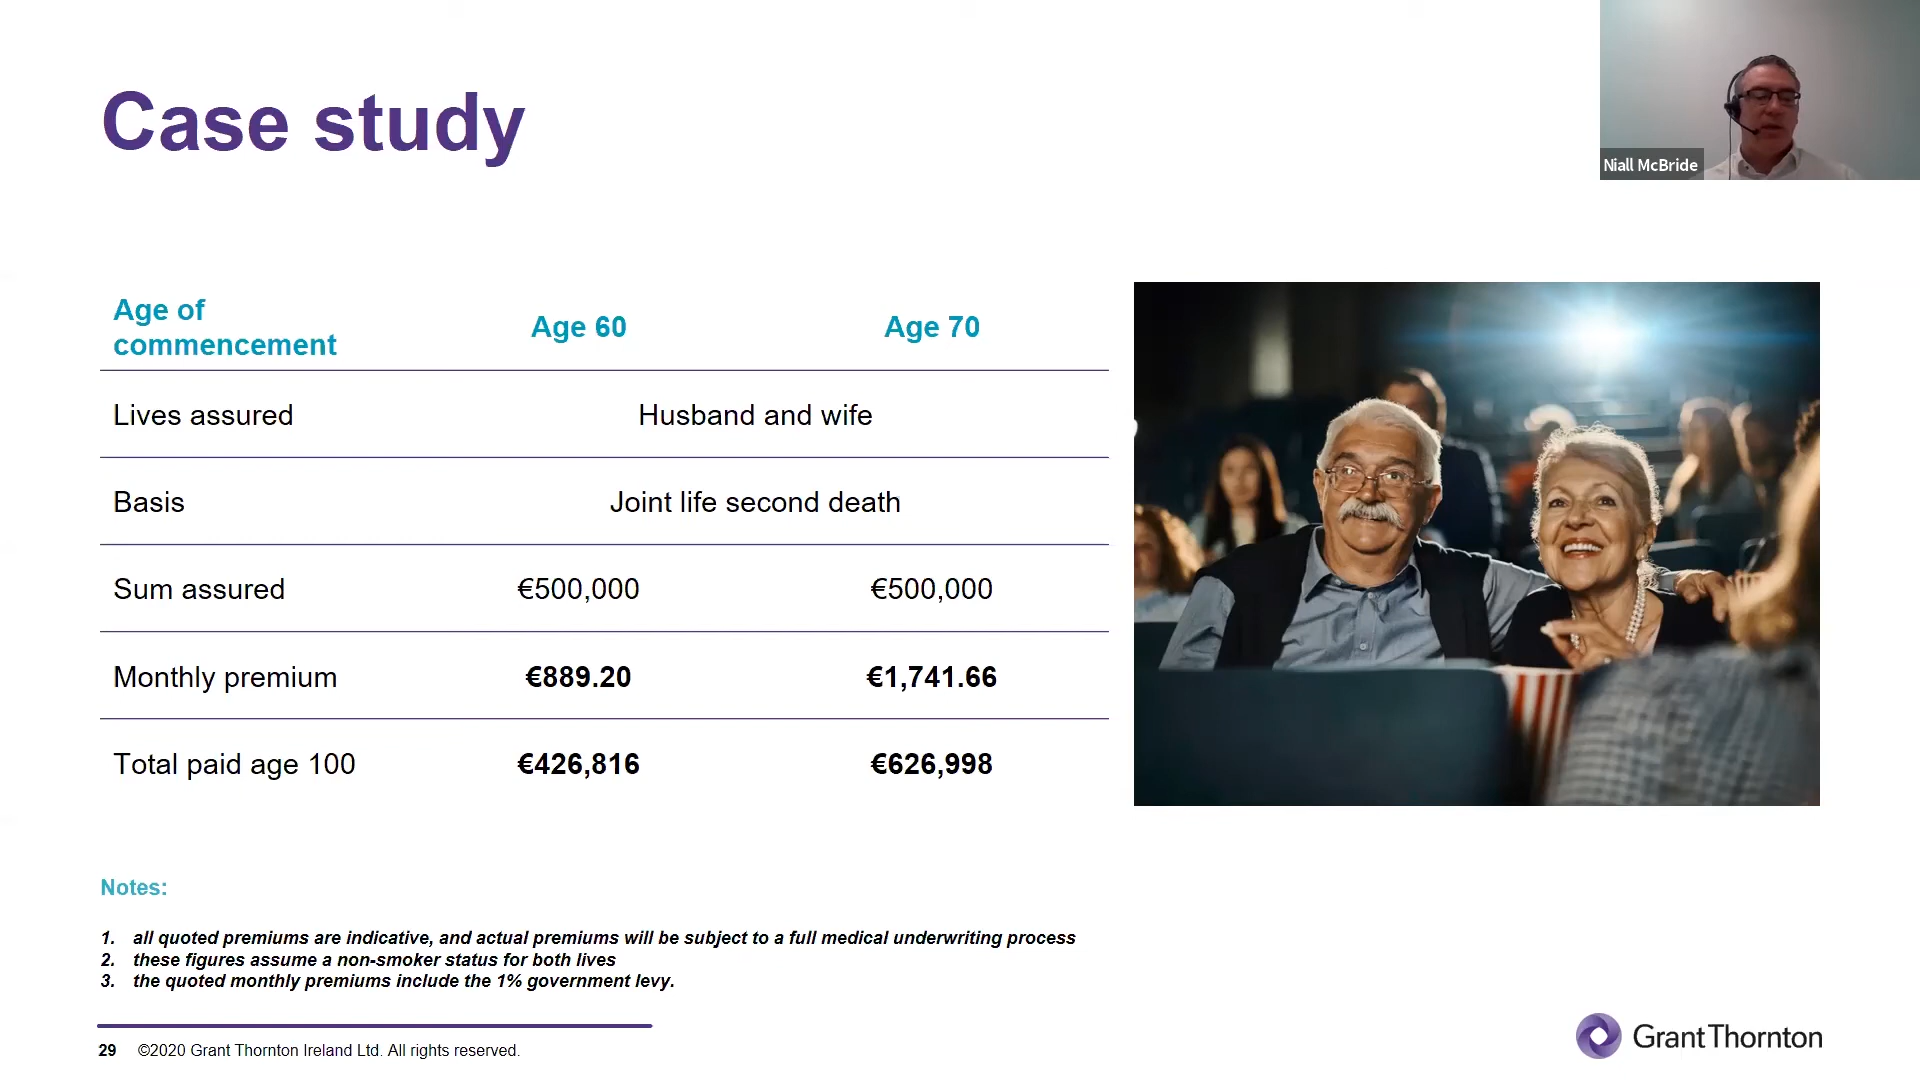 Case study
Niall McBride
Age of
commencement
Age 60
Age 70
Lives assured
Husband and wife
Basis
Joint life second death
Sum assured
€500,000
€500,000
Monthly premium
€889.20
€1,741.66
Total paid age 100
€426,816
€626,998
Notes:
1. all quoted premiums are indicative, and actual premiums will be subject to a full medical underwriting process
2. these figures assume a non-smoker status for both lives
3. the quoted monthly premiums include the 1% government levy.
29 ©2020 Grant Thornton Ireland Ltd. All rights reserved.
GrantThornton